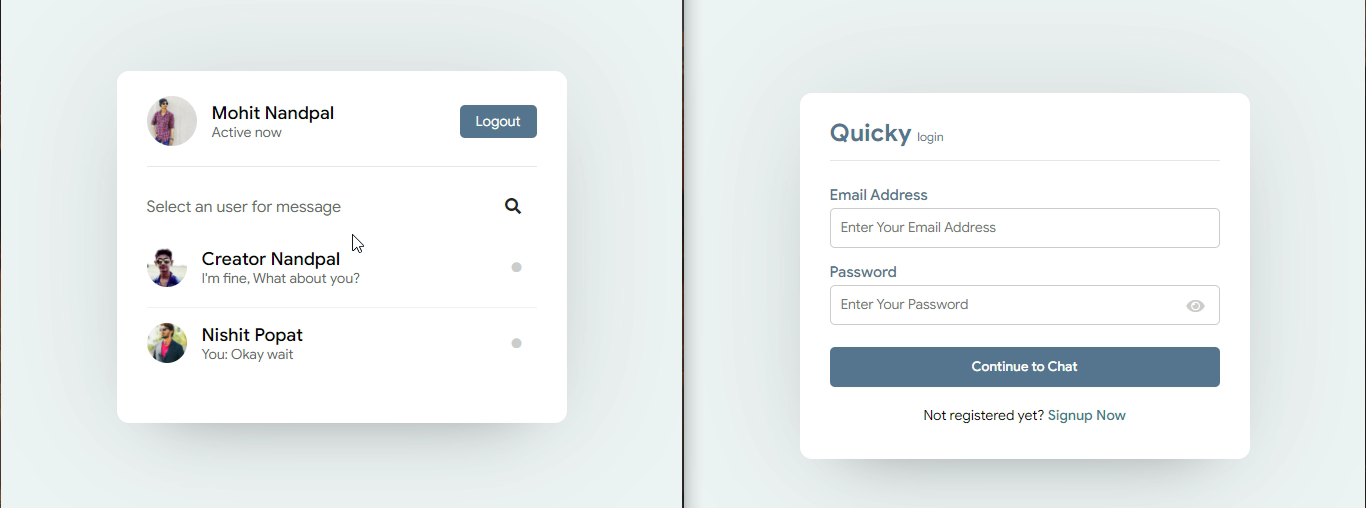 Mohit Nandpal
Active now
Logout
Select an user for message
Creator Nandpal
I'm fine, What about you?
Nishit Popat
You: Okay wait
Quicky login
Email Address
Enter Your Email Address
Password
Enter Your Password
Continue to Chat
Not registered yet? Signup Now